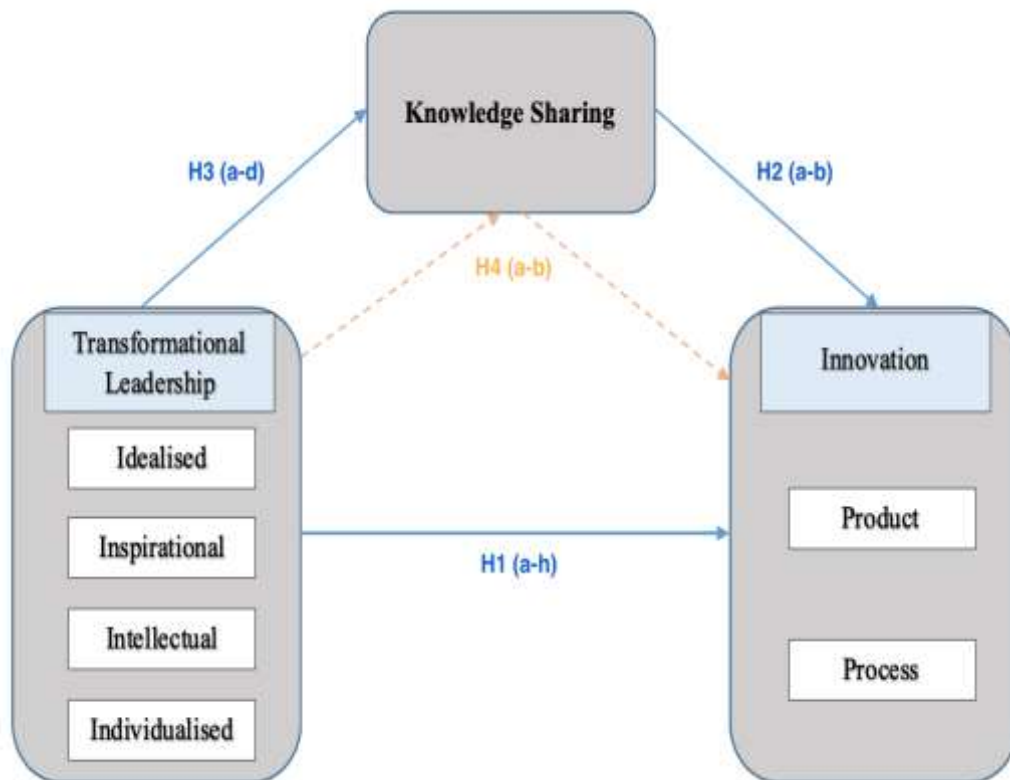 Knowledge Sharing
H3 (a-d)
H2 (a-b)
H4 (a-b)
Transformational
Leadership
Idealised
Inspirational
Intellectual
Individualised
H1 (a-h)
Innovation
Product
Process